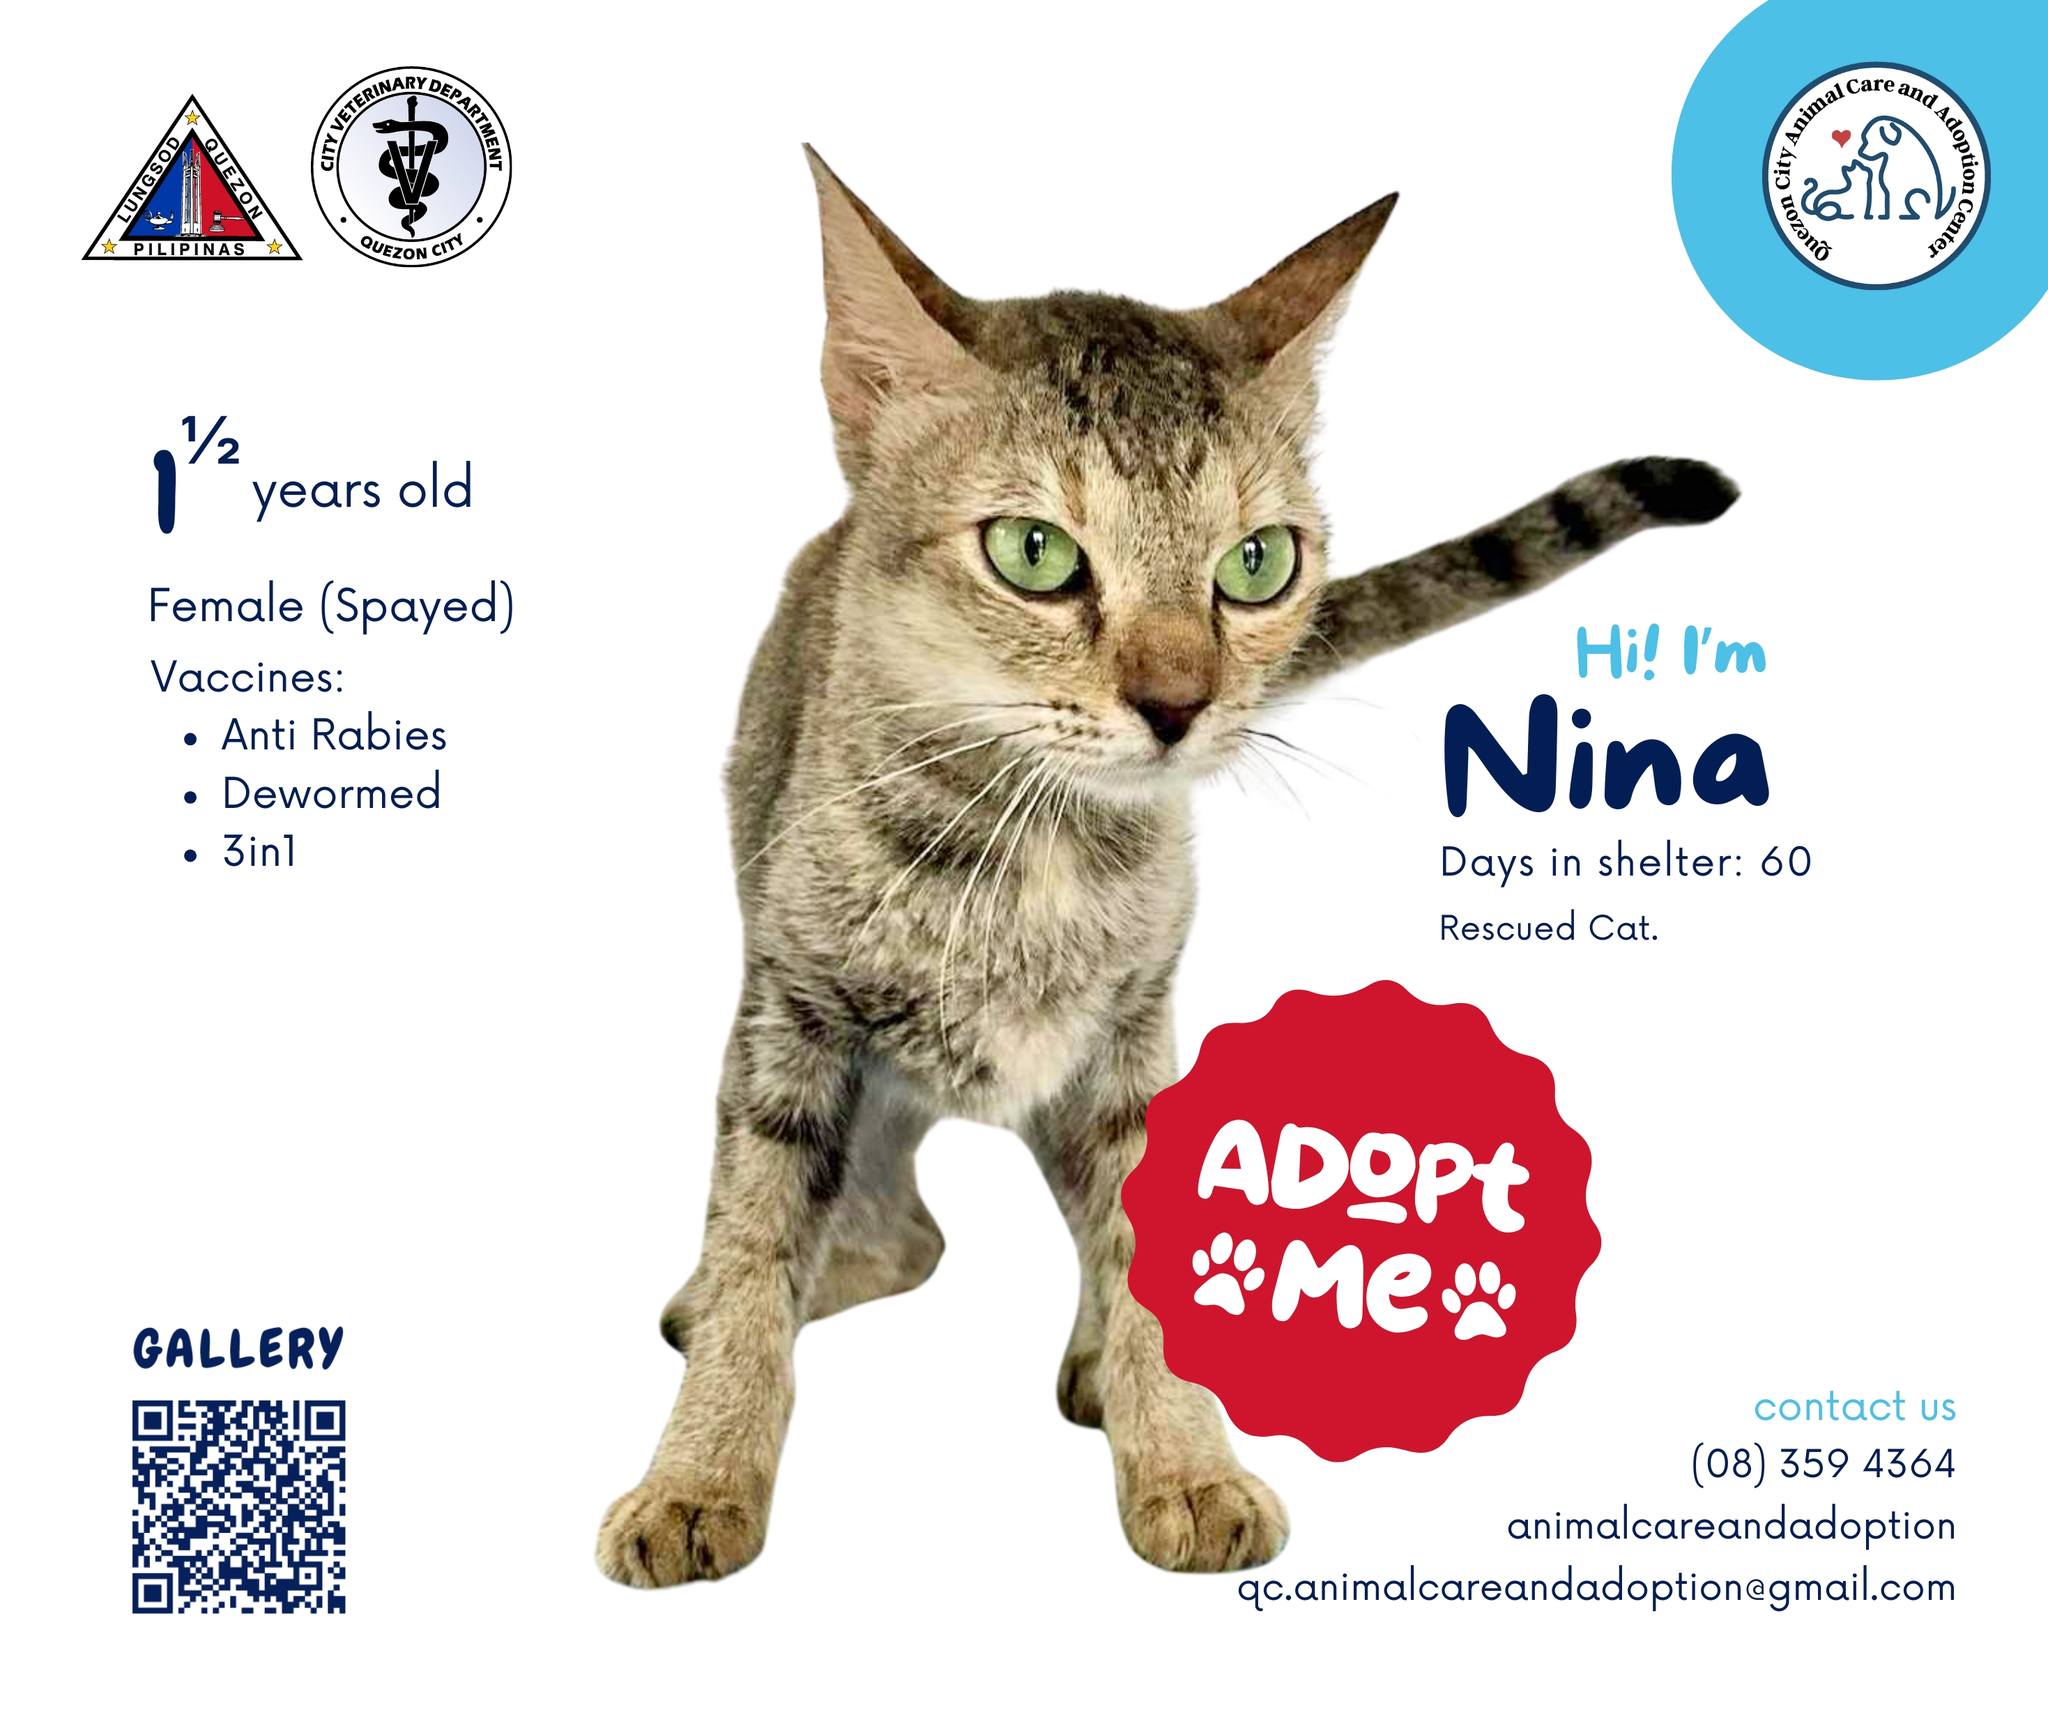 LUNGSOD QUEZON
PILIPINAS
CITY VETERINARY DEPARTMENT
QUEZON CITY
Quezon City Animal Care and Adoption Center
1 ½ years old
Female (Spayed)
Vaccines:
• Anti Rabies
• Dewormed
• 3in1
Hi! I'm
Nina
Days in shelter: 60
Rescued Cat.
ADOPt
Me
GALLERY
contact us
(08) 359 4364
animalcareandadoption
qc.animalcareandadoption@gmail.com